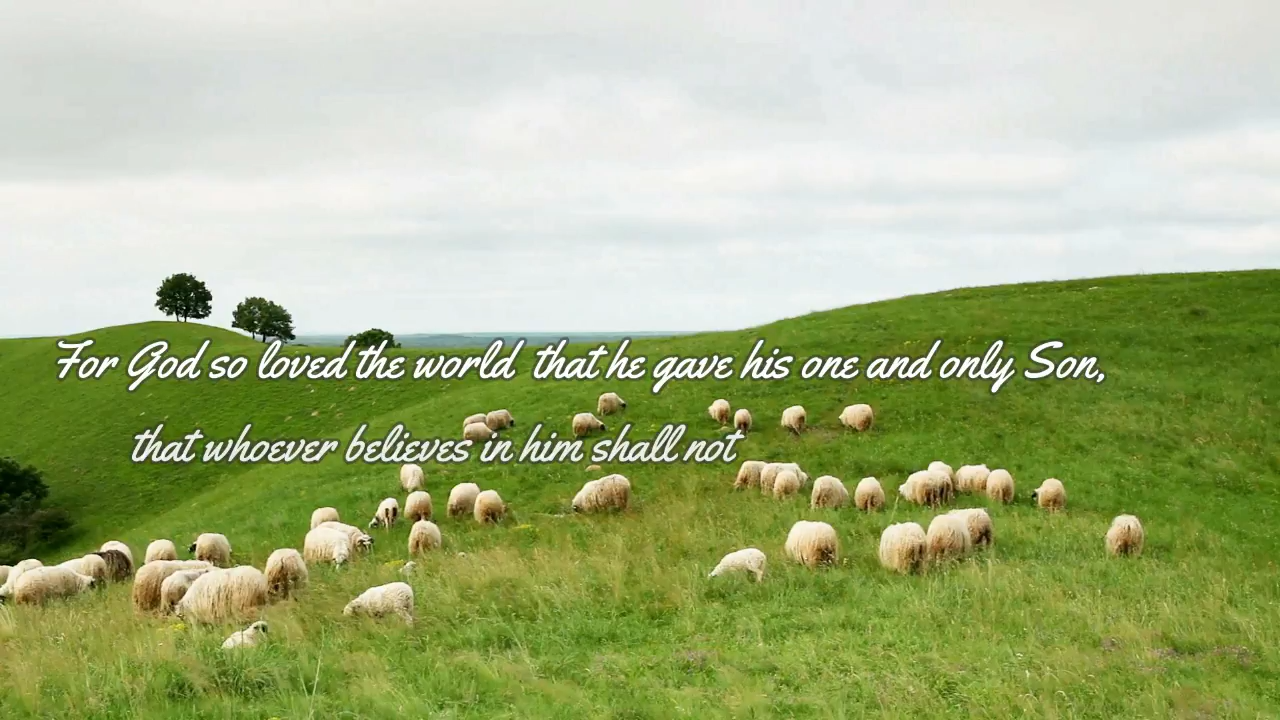 For God so loved the world that he gave his one and only Son,
that whoever believes in him shall not